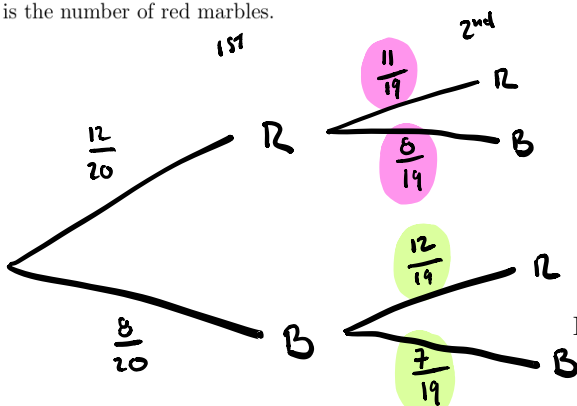 is the number of red marbles.
1ST
2nd
11/19
R
12/20
R
8/19
B
12/19
R
8/20
B
7/19
B